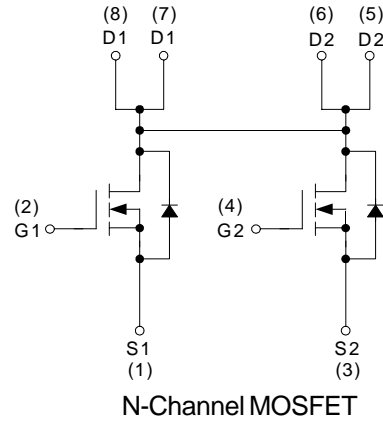 (8) (7) (6) (5)
D1 D1 D2 D2
(2) (4)
G1 G2
S1 S2
(1) (3)
N-Channel MOSFET